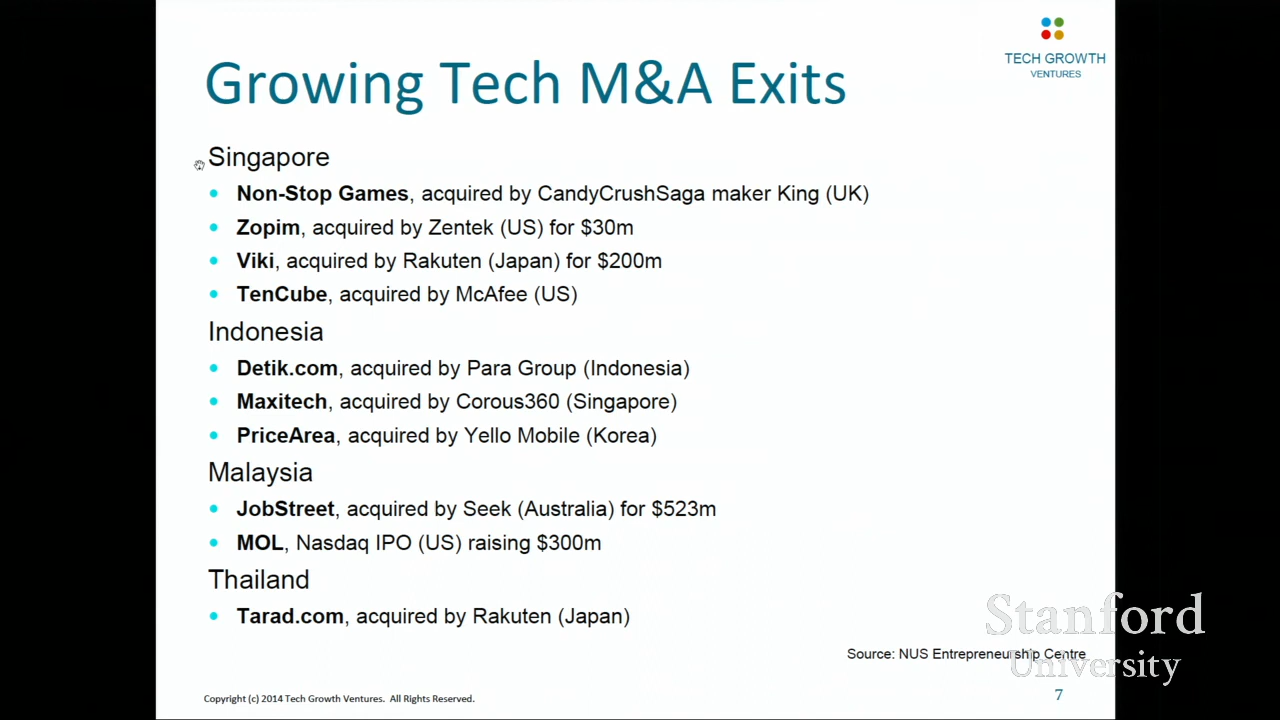 TECH GROWTH
VENTURES
Growing Tech M&A Exits
Singapore
Non-Stop Games, acquired by CandyCrushSaga maker King (UK)
Zopim, acquired by Zentek (US) for $30m
Viki, acquired by Rakuten (Japan) for $200m
TenCube, acquired by McAfee (US)
Indonesia
Detik.com, acquired by Para Group (Indonesia)
Maxitech, acquired by Corous360 (Singapore)
PriceArea, acquired by Yello Mobile (Korea)
Malaysia
JobStreet, acquired by Seek (Australia) for $523m
MOL, Nasdaq IPO (US) raising $300m
Thailand
Tarad.com, acquired by Rakuten (Japan)
Source: NUS Entrepreneurship Centre
Stanford
University
Copyright (c) 2014 Tech Growth Ventures. All Rights Reserved.
7